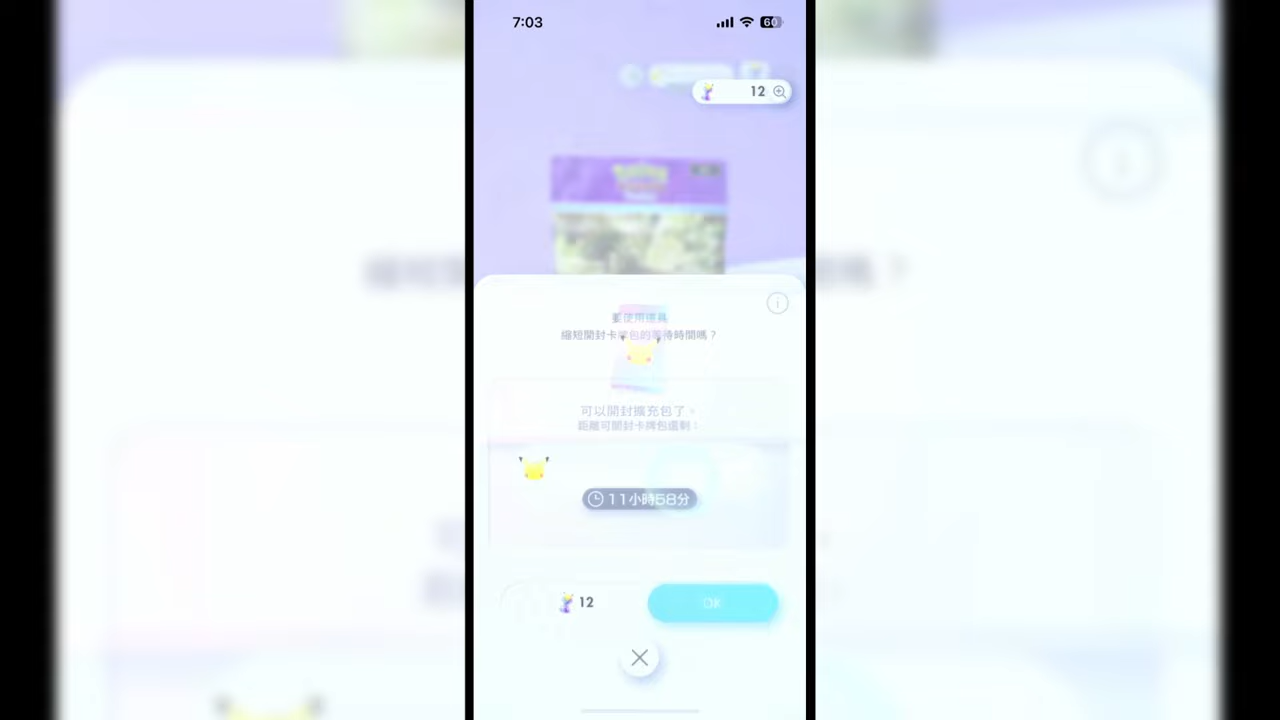 7:03
60
12
要使用道具
縮短開封卡牌包的等待時間嗎？
可以開封擴充包了。
距離可開封卡牌包還剩：
11小時58分
12
OK